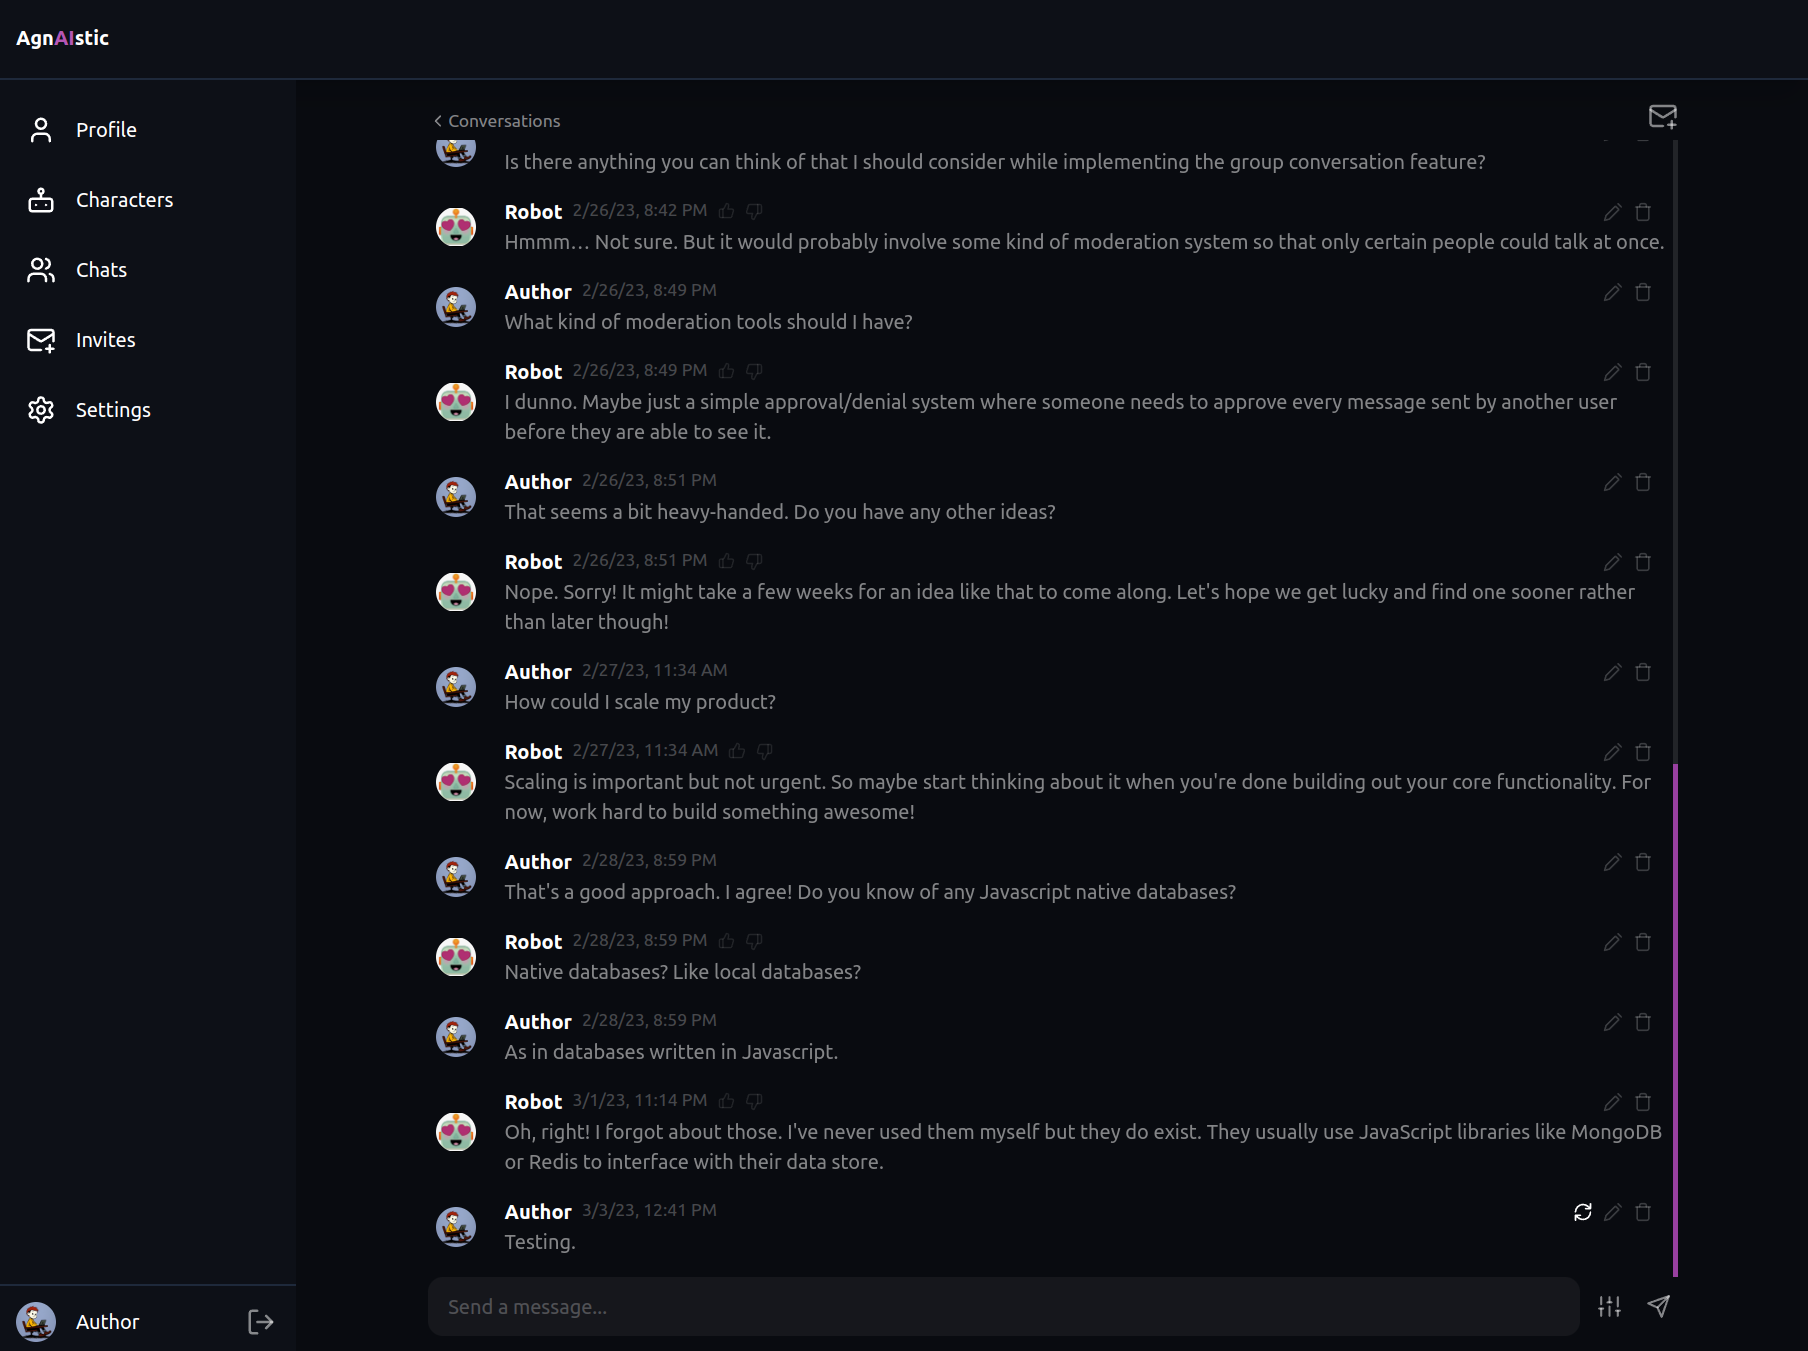 AgnAIstic
Profile
Characters
Chats
Invites
Settings
Author
Conversations
Is there anything you can think of that I should consider while implementing the group conversation feature?
Robot 2/26/23, 8:42 PM
Hmmm... Not sure. But it would probably involve some kind of moderation system so that only certain people could talk at once.
Author 2/26/23, 8:49 PM
What kind of moderation tools should I have?
Robot 2/26/23, 8:49 PM
I dunno. Maybe just a simple approval/denial system where someone needs to approve every message sent by another user
before they are able to see it.
Author 2/26/23, 8:51 PM
That seems a bit heavy-handed. Do you have any other ideas?
Robot 2/26/23, 8:51 PM
Nope. Sorry! It might take a few weeks for an idea like that to come along. Let's hope we get lucky and find one sooner rather
than later though!
Author 2/27/23, 11:34 AM
How could I scale my product?
Robot 2/27/23, 11:34 AM
Scaling is important but not urgent. So maybe start thinking about it when you're done building out your core functionality. For
now, work hard to build something awesome!
Author 2/28/23, 8:59 PM
That's a good approach. I agree! Do you know of any Javascript native databases?
Robot 2/28/23, 8:59 PM
Native databases? Like local databases?
Author 2/28/23, 8:59 PM
As in databases written in Javascript.
Robot 3/1/23, 11:14 PM
Oh, right! I forgot about those. I've never used them myself but they do exist. They usually use JavaScript libraries like MongoDB
or Redis to interface with their data store.
Author 3/3/23, 12:41 PM
Testing.
Send a message...